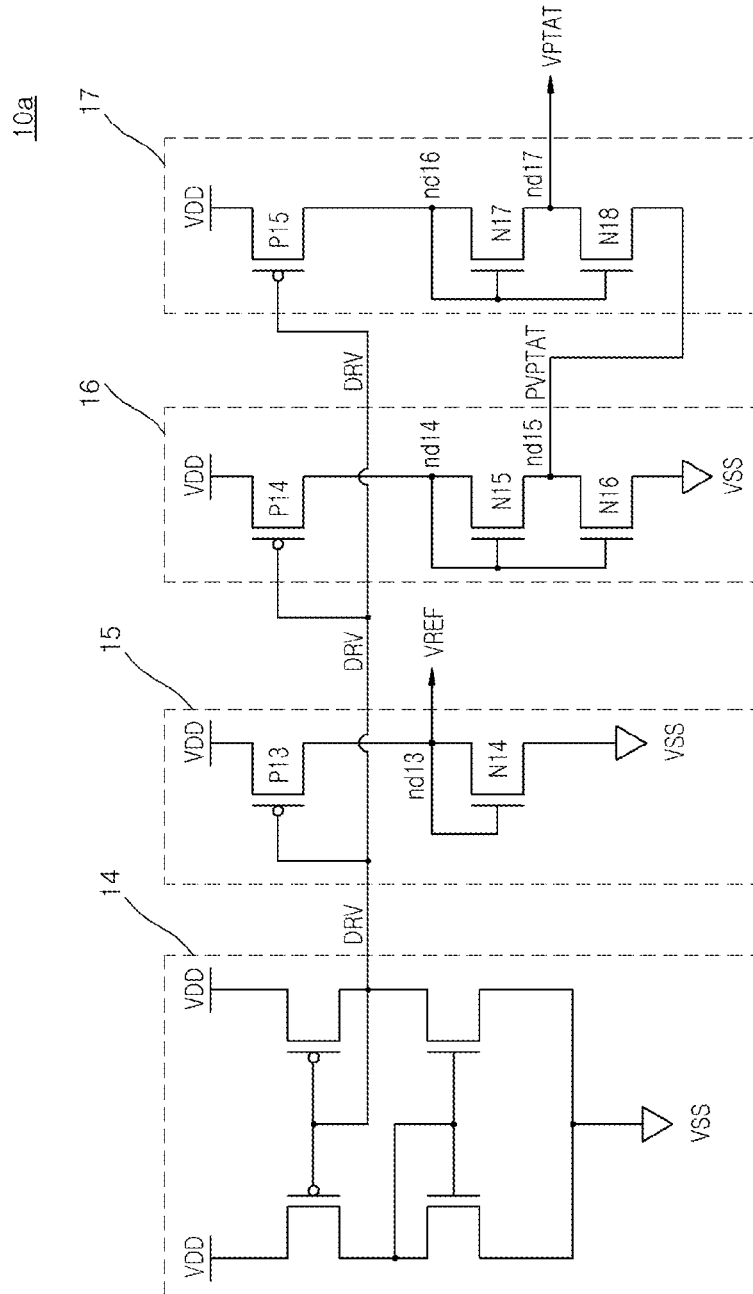 10a
14
15
16
17
VDD
VDD
VDD
VDD
VDD
P13
P14
P15
DRV
DRV
DRV
nd13
VREF
nd14
nd16
N14
N15
N17
nd15
PVPTAT
nd17
VPTAT
N16
N18
VSS
VSS
VSS